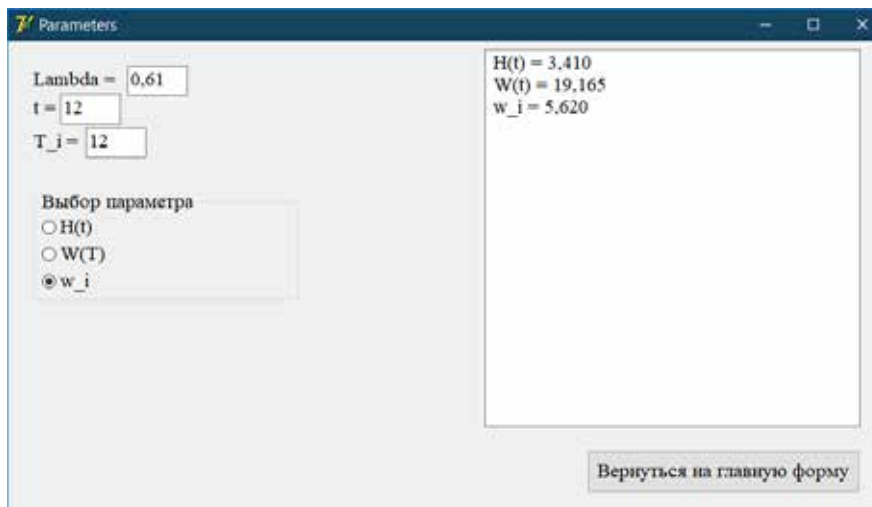 Parameters
Lambda = 0,61
t = 12
T_i = 12
Выбор параметра
H(t)
W(T)
w_i
H(t) = 3,410
W(t) = 19,165
w_i = 5,620
Вернуться на главную форму